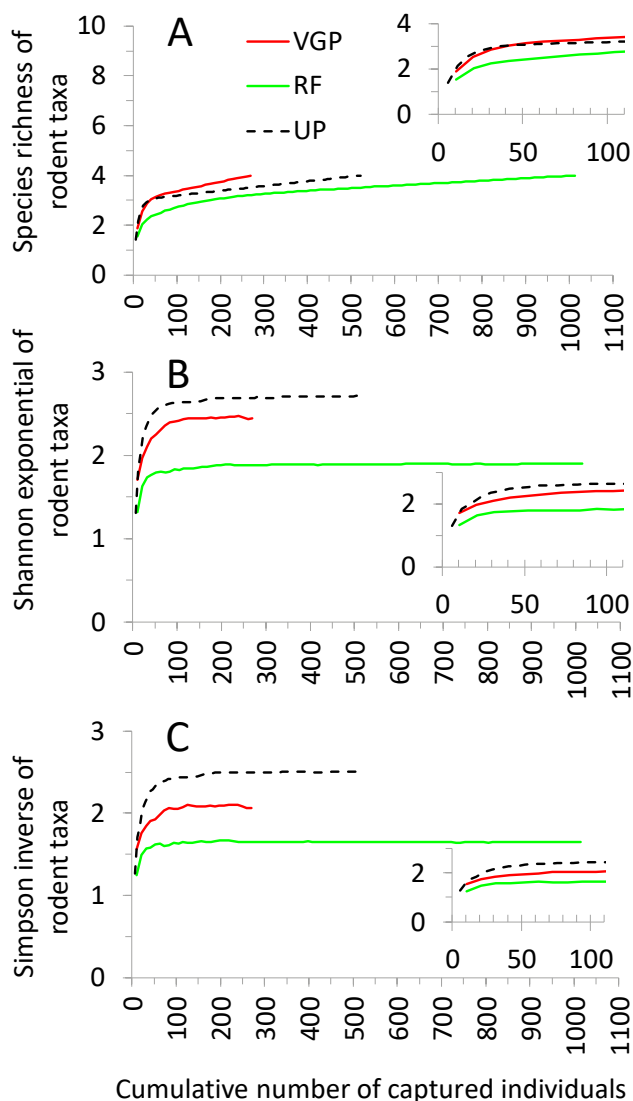 A
VGP
RF
UP
Species richness of
rodent taxa
10
8
6
4
2
0
0 100 200 300 400 500 600 700 800 900 1000 1100
4
2
0
0 50 100
B
Shannon exponential of
rodent taxa
3
2
1
0
0 100 200 300 400 500 600 700 800 900 1000 1100
2
0
0 50 100
C
Simpson inverse of
rodent taxa
3
2
1
0
0 100 200 300 400 500 600 700 800 900 1000 1100
2
0
0 50 100
Cumulative number of captured individuals